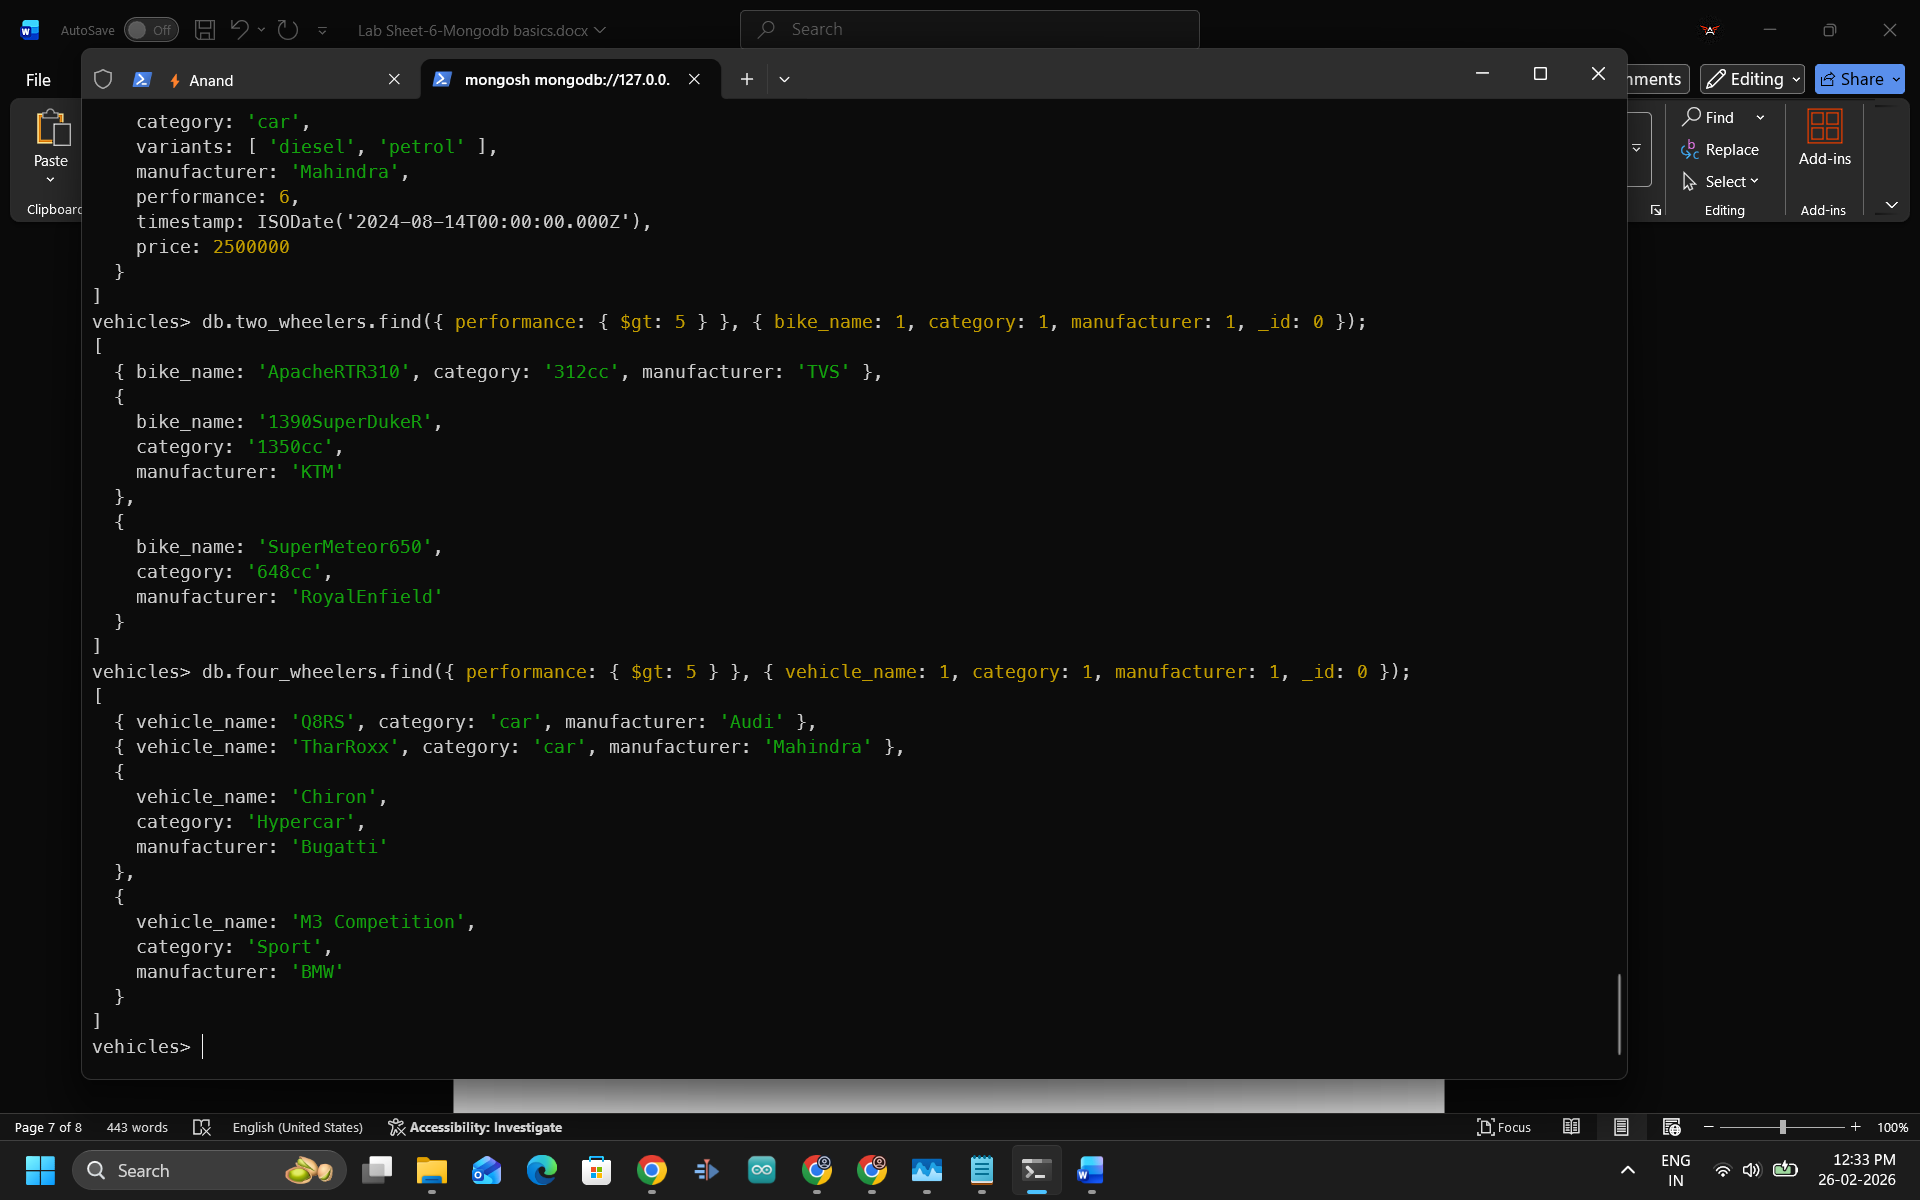 AutoSave Off Lab Sheet-6-Mongodb basics.docx Search
File Anand mongosh mongodb://127.0.0. Editing Share
Paste
Clipboard
Find
Replace
Select
Editing
Add-ins
Add-ins
category: 'car',
variants: [ 'diesel', 'petrol' ],
manufacturer: 'Mahindra',
performance: 6,
timestamp: ISODate('2024-08-14T00:00:00.000Z'),
price: 2500000
}
]
vehicles> db.two_wheelers.find({ performance: { $gt: 5 } }, { bike_name: 1, category: 1, manufacturer: 1, _id: 0 });
[
{ bike_name: 'ApacheRTR310', category: '312cc', manufacturer: 'TVS' },
{
bike_name: '1390SuperDukeR',
category: '1350cc',
manufacturer: 'KTM'
},
{
bike_name: 'SuperMeteor650',
category: '648cc',
manufacturer: 'RoyalEnfield'
}
]
vehicles> db.four_wheelers.find({ performance: { $gt: 5 } }, { vehicle_name: 1, category: 1, manufacturer: 1, _id: 0 });
[
{ vehicle_name: 'Q8RS', category: 'car', manufacturer: 'Audi' },
{ vehicle_name: 'TharRoxx', category: 'car', manufacturer: 'Mahindra' },
{
vehicle_name: 'Chiron',
category: 'Hypercar',
manufacturer: 'Bugatti'
},
{
vehicle_name: 'M3 Competition',
category: 'Sport',
manufacturer: 'BMW'
}
]
vehicles>
Page 7 of 8 443 words English (United States) Accessibility: Investigate Focus 100%
Search ENG IN 12:33 PM 26-02-2026